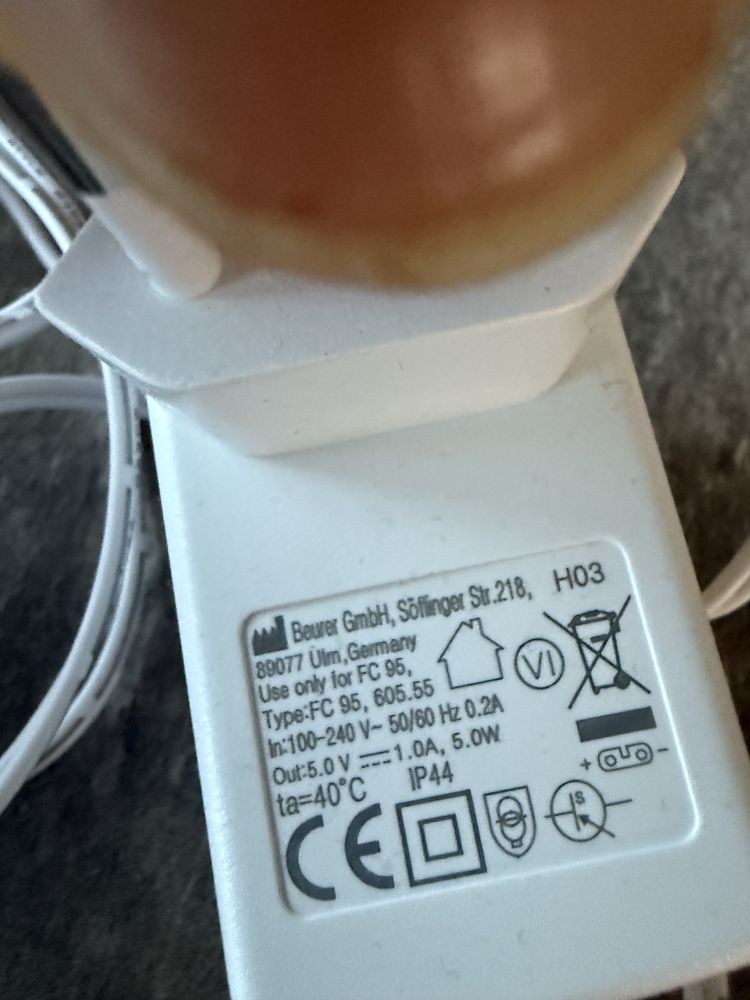 Beurer GmbH, Söflinger Str.218, H03
89077 Ulm,Germany
Use only for FC 95,
Type:FC 95, 605.55
VI
In:100-240 V~ 50/60 Hz 0.2A
Out:5.0 V ⎓ 1.0A, 5.0W
+ -
ta=40°C IP44
CE
S